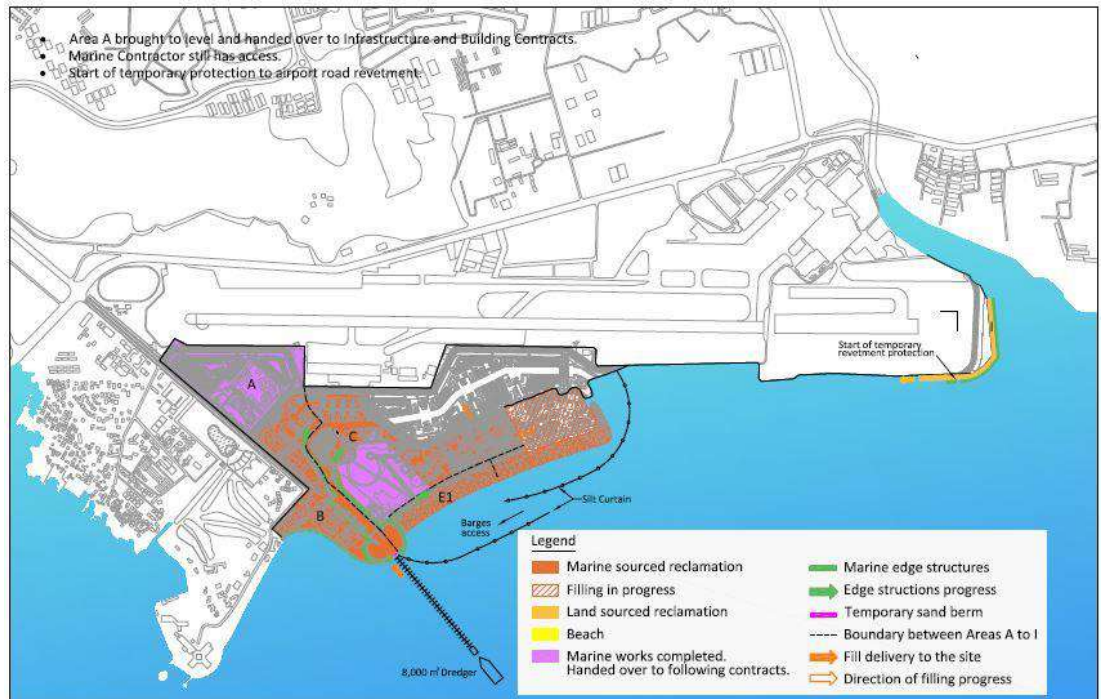 • Area A brought to level and handed over to Infrastructure and Building Contracts.
• Marine Contractor still has access.
• Start of temporary protection to airport road revetment.
Start of temporary
revetment protection
A
C
B
E1
Silt Curtain
Barges
access
8,000 m³ Dredger
Legend
Marine sourced reclamation
Filling in progress
Land sourced reclamation
Beach
Marine works completed.
Handed over to following contracts.
Marine edge structures
Edge structions progress
Temporary sand berm
Boundary between Areas A to I
Fill delivery to the site
Direction of filling progress